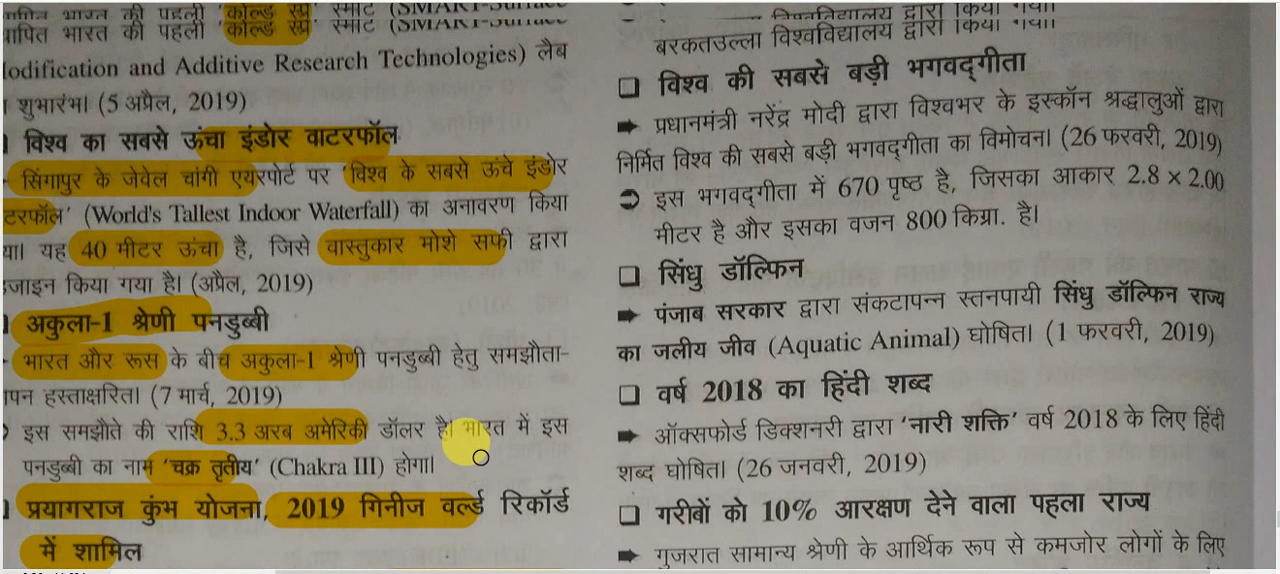 स्थापित भारत की पहली 'कोल्ड स्प्रे' स्मार्ट (SMART-Surface
Modification and Additive Research Technologies) लैब
शुभारंभ। (5 अप्रैल, 2019)
विश्व का सबसे ऊंचा इंडोर वाटरफॉल
सिंगापुर के जेवेल चांगी एयरपोर्ट पर 'विश्व के सबसे ऊंचे इंडोर
टरफॉल' (World's Tallest Indoor Waterfall) का अनावरण किया
या। यह 40 मीटर ऊंचा है, जिसे वास्तुकार मोशे सफी द्वारा
जाइन किया गया है। (अप्रैल, 2019)
अकुला-1 श्रेणी पनडुब्बी
भारत और रूस के बीच अकुला-1 श्रेणी पनडुब्बी हेतु समझौता-
पन हस्ताक्षरित। (7 मार्च, 2019)
इस समझौते की राशि 3.3 अरब अमेरिकी डॉलर है। भारत में इस
पनडुब्बी का नाम 'चक्र तृतीय' (Chakra III) होगा।
प्रयागराज कुंभ योजना, 2019 गिनीज वर्ल्ड रिकॉर्ड
में शामिल
बरकतउल्ला विश्वविद्यालय द्वारा किया गया।
❑ विश्व की सबसे बड़ी भगवद्‌गीता
➡ प्रधानमंत्री नरेंद्र मोदी द्वारा विश्वभर के इस्कॉन श्रद्धालुओं द्वारा
निर्मित विश्व की सबसे बड़ी भगवद्‌गीता का विमोचन। (26 फरवरी, 2019)
➲ इस भगवद्‌गीता में 670 पृष्ठ है, जिसका आकार 2.8 × 2.00
मीटर है और इसका वजन 800 किग्रा. है।
❑ सिंधु डॉल्फिन
➡ पंजाब सरकार द्वारा संकटापन्न स्तनपायी सिंधु डॉल्फिन राज्य
का जलीय जीव (Aquatic Animal) घोषित। (1 फरवरी, 2019)
❑ वर्ष 2018 का हिंदी शब्द
➡ ऑक्सफोर्ड डिक्शनरी द्वारा 'नारी शक्ति' वर्ष 2018 के लिए हिंदी
शब्द घोषित। (26 जनवरी, 2019)
❑ गरीबों को 10% आरक्षण देने वाला पहला राज्य
➡ गुजरात सामान्य श्रेणी के आर्थिक रूप से कमजोर लोगों के लिए